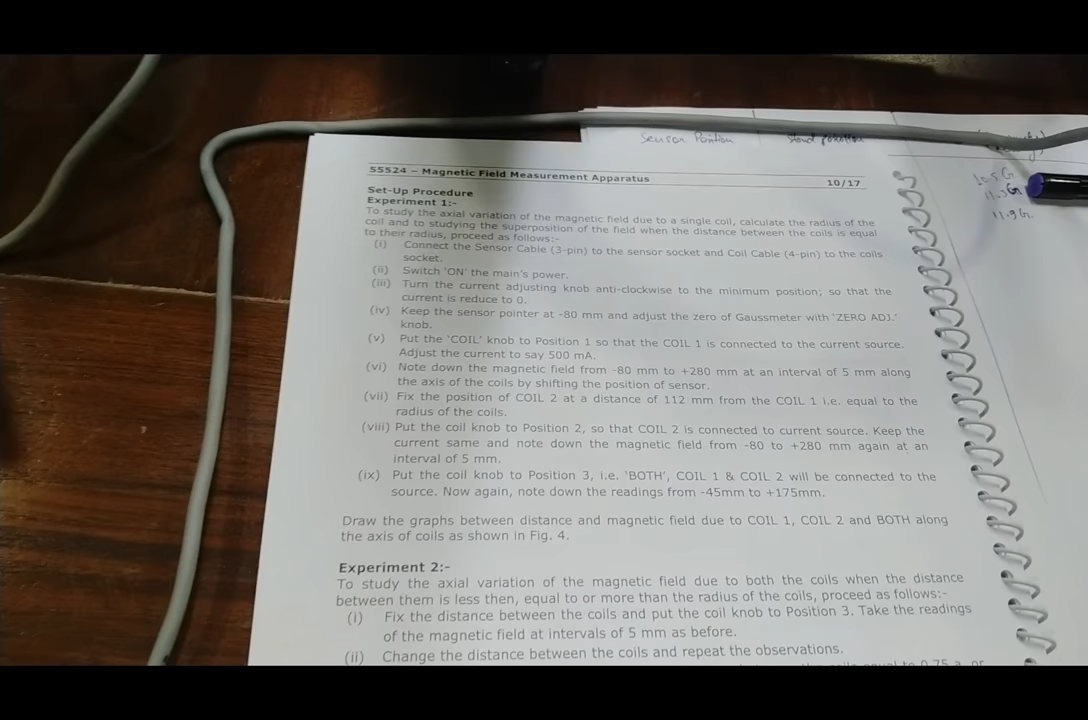 Sensor Position
10.5 G
11.9 G.
55524 – Magnetic Field Measurement Apparatus
10/17
Set-Up Procedure
Experiment 1:-
To study the axial variation of the magnetic field due to a single coil, calculate the radius of the
coil and to studying the superposition of the field when the distance between the coils is equal
to their radius, proceed as follows:-
(i) Connect the Sensor Cable (3-pin) to the sensor socket and Coil Cable (4-pin) to the coils
socket.
(ii) Switch 'ON' the main's power.
(iii) Turn the current adjusting knob anti-clockwise to the minimum position; so that the
current is reduce to 0.
(iv) Keep the sensor pointer at -80 mm and adjust the zero of Gaussmeter with 'ZERO ADJ.'
knob.
(v) Put the 'COIL' knob to Position 1 so that the COIL 1 is connected to the current source.
Adjust the current to say 500 mA.
(vi) Note down the magnetic field from -80 mm to +280 mm at an interval of 5 mm along
the axis of the coils by shifting the position of sensor.
(vii) Fix the position of COIL 2 at a distance of 112 mm from the COIL 1 i.e. equal to the
radius of the coils.
(viii) Put the coil knob to Position 2, so that COIL 2 is connected to current source. Keep the
current same and note down the magnetic field from -80 to +280 mm again at an
interval of 5 mm.
(ix) Put the coil knob to Position 3, i.e. 'BOTH', COIL 1 & COIL 2 will be connected to the
source. Now again, note down the readings from -45mm to +175mm.
Draw the graphs between distance and magnetic field due to COIL 1, COIL 2 and BOTH along
the axis of coils as shown in Fig. 4.
Experiment 2:-
To study the axial variation of the magnetic field due to both the coils when the distance
between them is less then, equal to or more than the radius of the coils, proceed as follows:-
(i) Fix the distance between the coils and put the coil knob to Position 3. Take the readings
of the magnetic field at intervals of 5 mm as before.
(ii) Change the distance between the coils and repeat the observations.